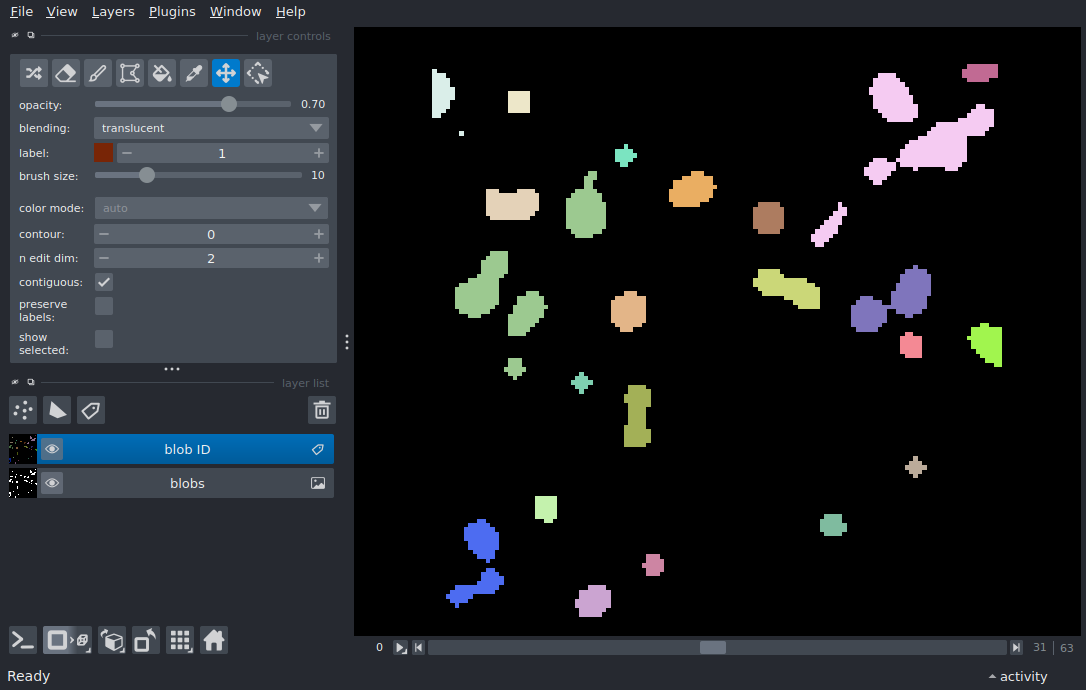 File View Layers Plugins Window Help
layer controls
opacity: 0.70
blending: translucent
label: 1
brush size: 10
color mode: auto
contour: 0
n edit dim: 2
contiguous:
preserve
labels:
show
selected:
layer list
blob ID
blobs
0 31 63
Ready activity